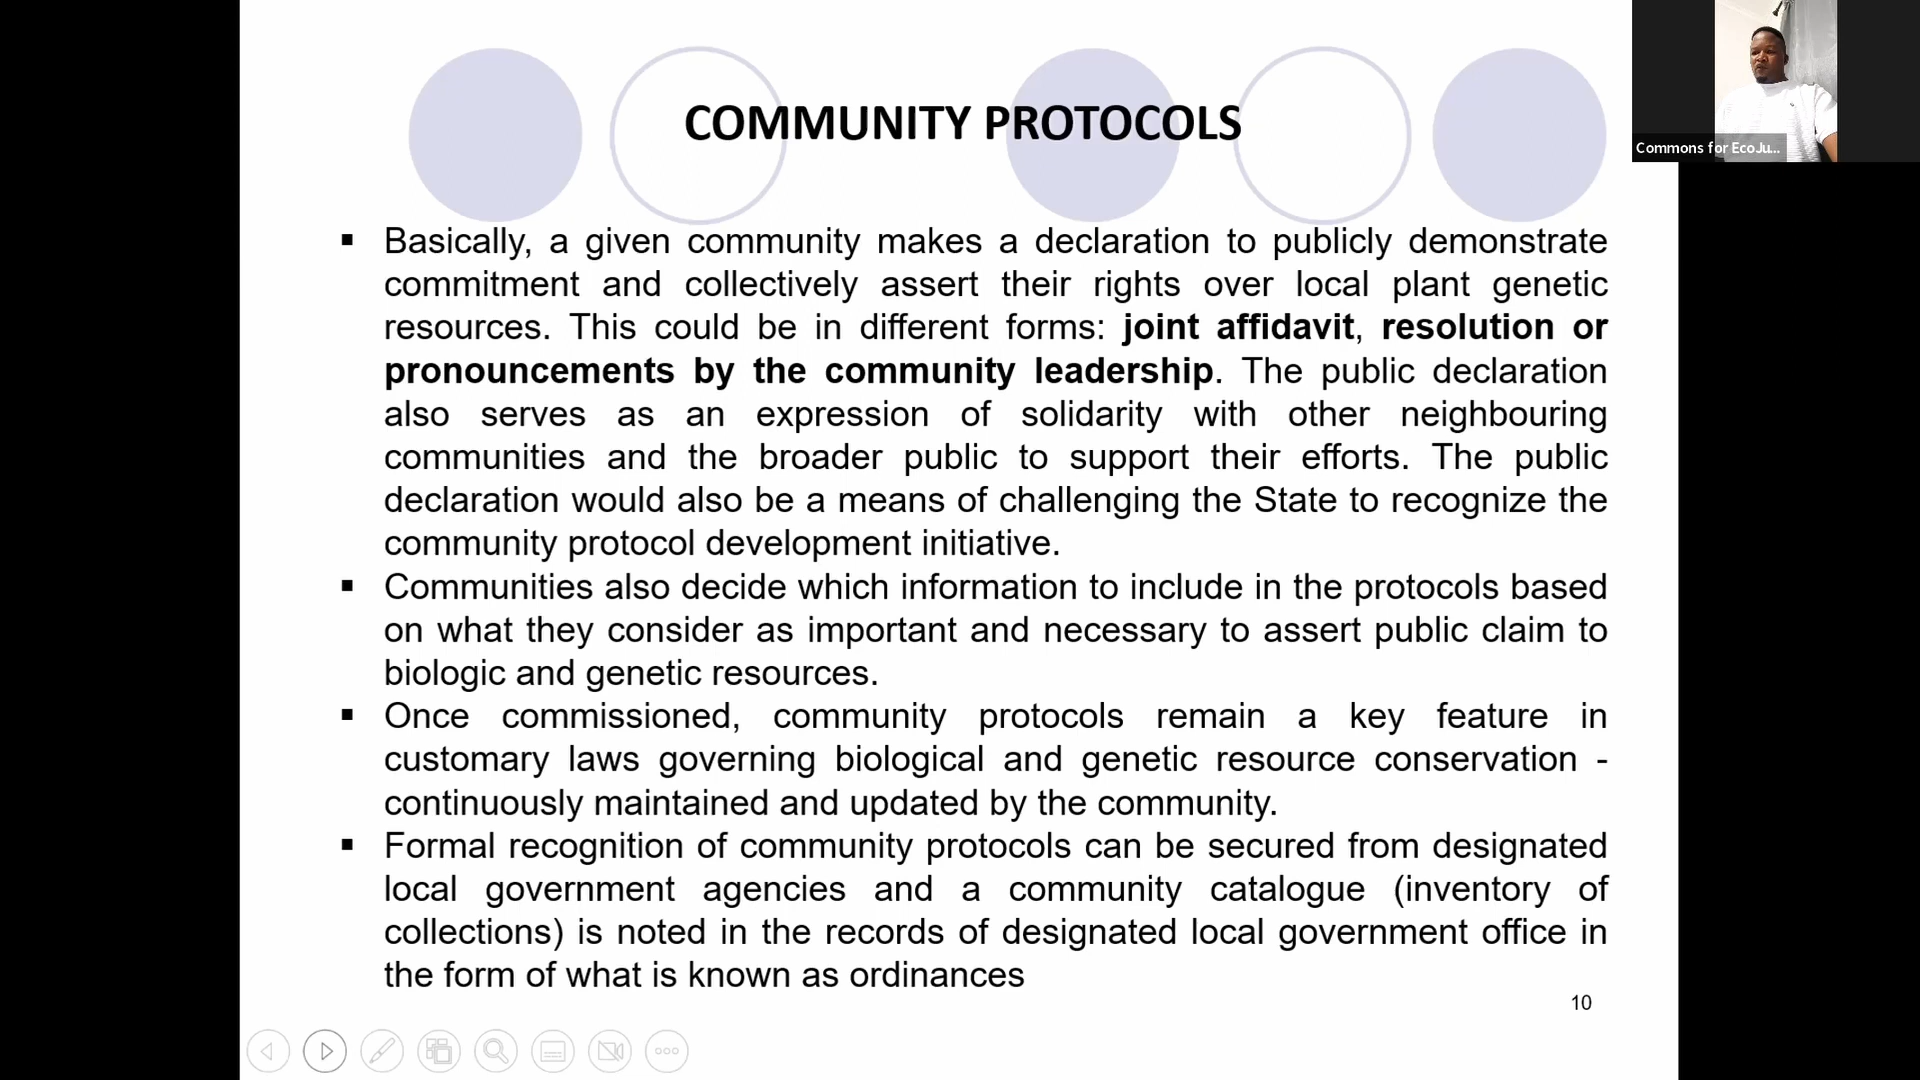 COMMUNITY PROTOCOLS
Commons for EcoJu...
▪ Basically, a given community makes a declaration to publicly demonstrate
commitment and collectively assert their rights over local plant genetic
resources. This could be in different forms: joint affidavit, resolution or
pronouncements by the community leadership. The public declaration
also serves as an expression of solidarity with other neighbouring
communities and the broader public to support their efforts. The public
declaration would also be a means of challenging the State to recognize the
community protocol development initiative.
▪ Communities also decide which information to include in the protocols based
on what they consider as important and necessary to assert public claim to
biologic and genetic resources.
▪ Once commissioned, community protocols remain a key feature in
customary laws governing biological and genetic resource conservation -
continuously maintained and updated by the community.
▪ Formal recognition of community protocols can be secured from designated
local government agencies and a community catalogue (inventory of
collections) is noted in the records of designated local government office in
the form of what is known as ordinances
10